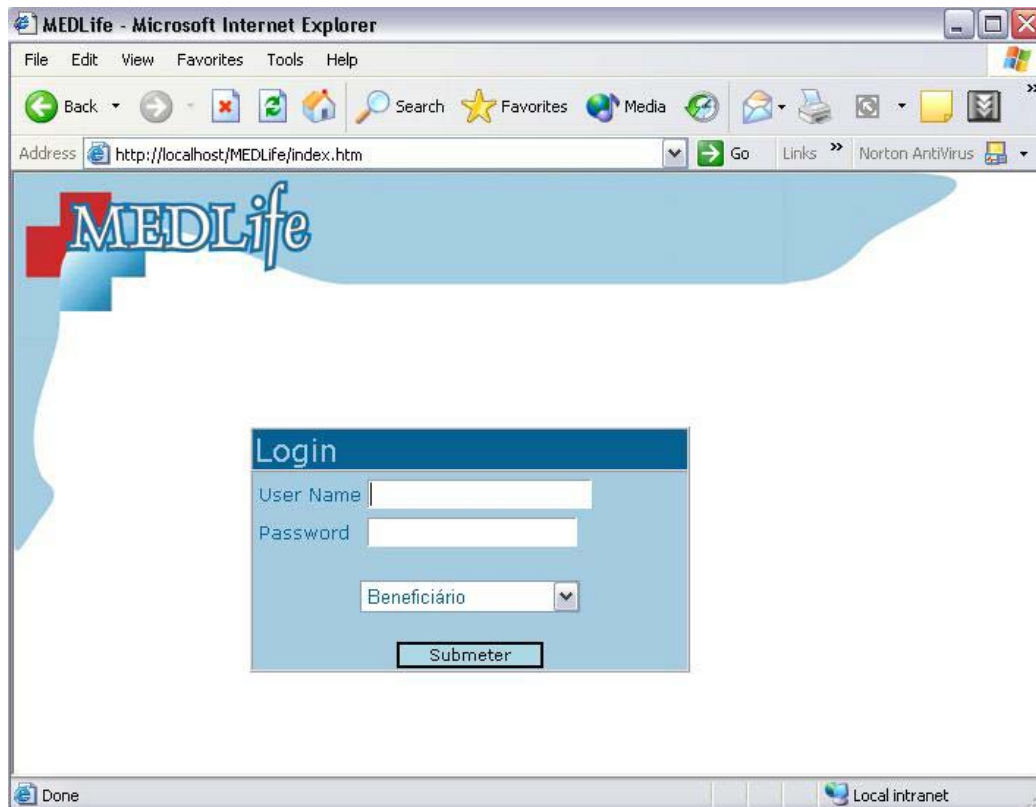 MEDLife - Microsoft Internet Explorer
File Edit View Favorites Tools Help
Back Search Favorites Media
Address http://localhost/MEDLife/index.htm Go Links » Norton AntiVirus
MEDLife
Login
User Name
Password
Beneficiário
Submeter
Done Local intranet